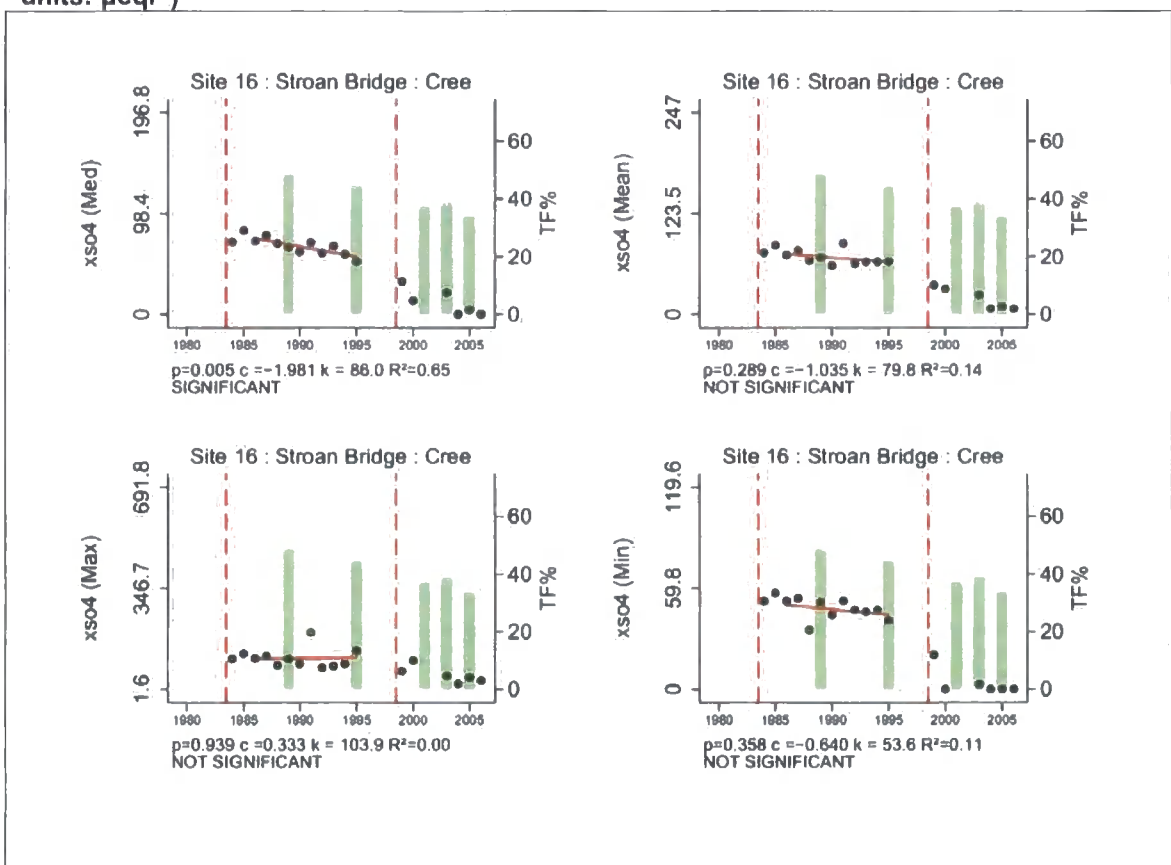 units: µeql⁻¹)
Site 16 : Stroan Bridge : Cree
xso4 (Med)
0 98.4 196.8
TF%
0 20 40 60
1980 1985 1990 1995 2000 2005
p=0.005 c =-1.981 k = 86.0 R²=0.65
SIGNIFICANT
Site 16 : Stroan Bridge : Cree
xso4 (Mean)
0 123.5 247
TF%
0 20 40 60
1980 1985 1990 1995 2000 2005
p=0.289 c =-1.035 k = 79.8 R²=0.14
NOT SIGNIFICANT
Site 16 : Stroan Bridge : Cree
xso4 (Max)
1.6 346.7 691.8
TF%
0 20 40 60
1980 1985 1990 1995 2000 2005
p=0.939 c =0.333 k = 103.9 R²=0.00
NOT SIGNIFICANT
Site 16 : Stroan Bridge : Cree
xso4 (Min)
0 59.8 119.6
TF%
0 20 40 60
1980 1985 1990 1995 2000 2005
p=0.358 c =-0.640 k = 53.6 R²=0.11
NOT SIGNIFICANT